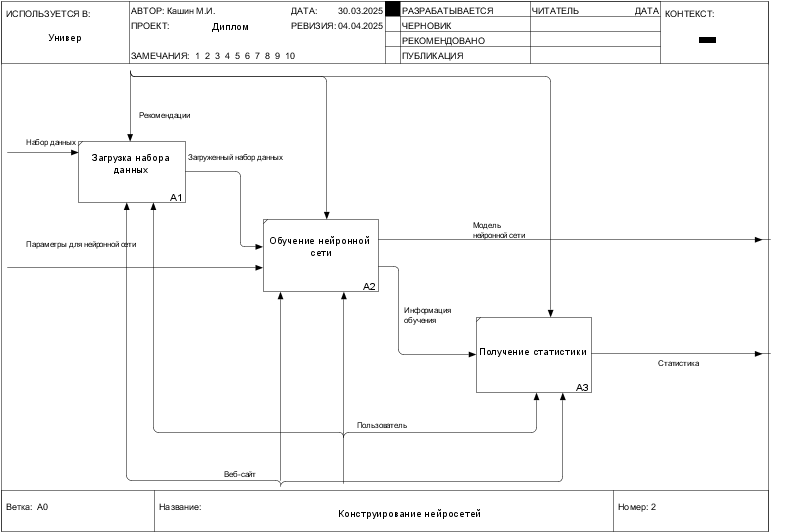 ИСПОЛЬЗУЕТСЯ В:
Универ
АВТОР: Кашин М.И.
ДАТА: 30.03.2025
ПРОЕКТ: Диплом
РЕВИЗИЯ: 04.04.2025
ЗАМЕЧАНИЯ: 1 2 3 4 5 6 7 8 9 10
РАЗРАБАТЫВАЕТСЯ
ЧЕРНОВИК
РЕКОМЕНДОВАНО
ПУБЛИКАЦИЯ
ЧИТАТЕЛЬ
ДАТА
КОНТЕКСТ:
Рекомендации
Набор данных
Загрузка набора
данных
A1
Загруженный набор данных
Параметры для нейронной сети
Обучение нейронной
сети
A2
Модель
нейронной сети
Информация
обучения
Получение статистики
A3
Статистика
Пользователь
Веб-сайт
Ветка: A0
Название:
Конструирование нейросетей
Номер: 2